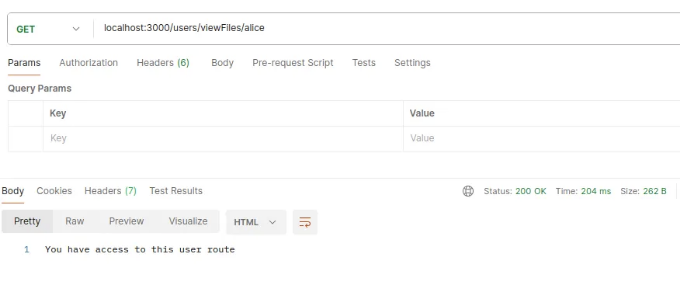 GET localhost:3000/users/viewFiles/alice
Params Authorization Headers (6) Body Pre-request Script Tests Settings
Query Params
Key Value
Key Value
Body Cookies Headers (7) Test Results Status: 200 OK Time: 204 ms Size: 262 B
Pretty Raw Preview Visualize HTML
1 You have access to this user route